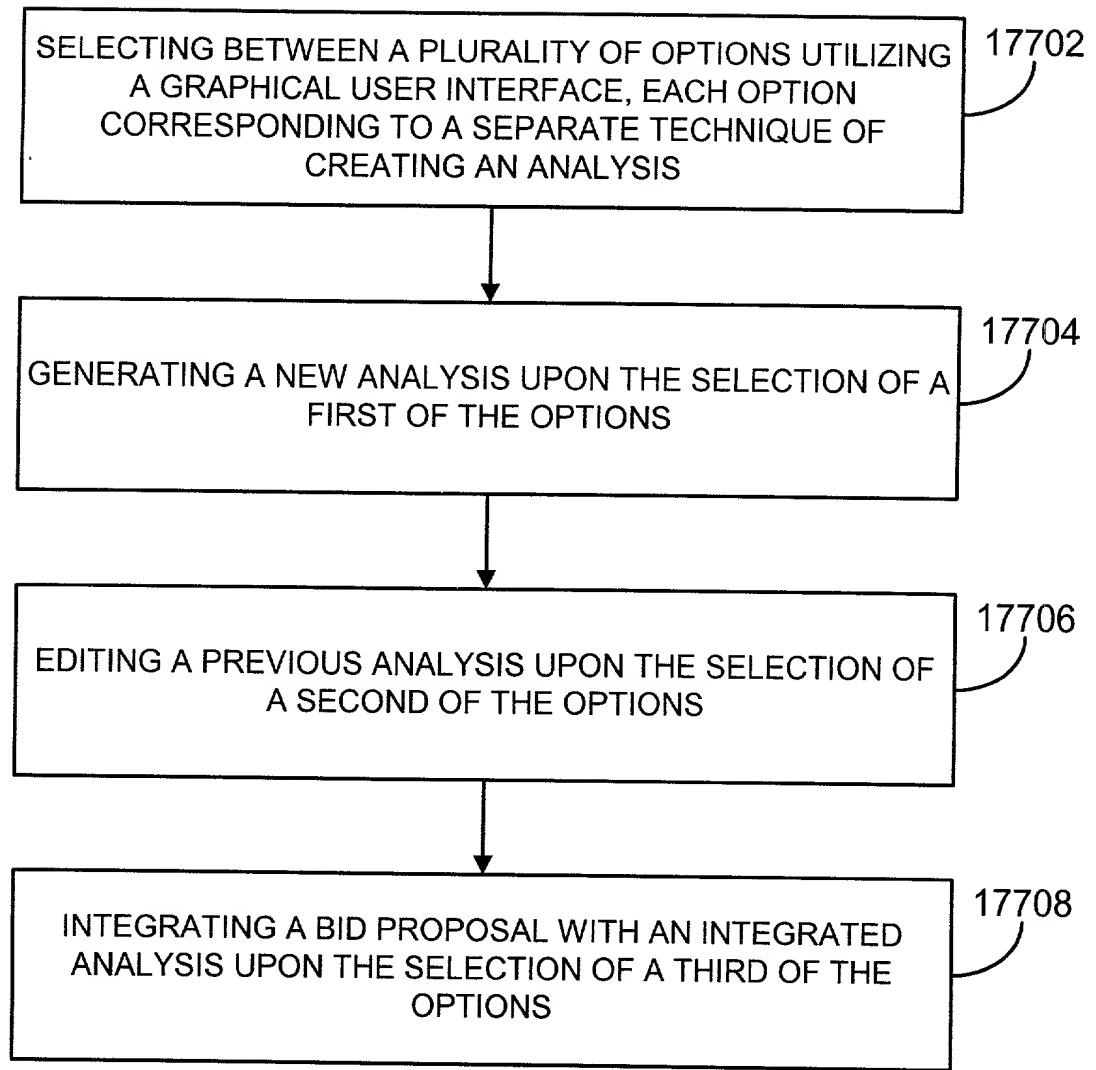 SELECTING BETWEEN A PLURALITY OF OPTIONS UTILIZING
A GRAPHICAL USER INTERFACE, EACH OPTION
CORRESPONDING TO A SEPARATE TECHNIQUE OF
CREATING AN ANALYSIS
17702
GENERATING A NEW ANALYSIS UPON THE SELECTION OF A
FIRST OF THE OPTIONS
17704
EDITING A PREVIOUS ANALYSIS UPON THE SELECTION OF
A SECOND OF THE OPTIONS
17706
INTEGRATING A BID PROPOSAL WITH AN INTEGRATED
ANALYSIS UPON THE SELECTION OF A THIRD OF THE
OPTIONS
17708